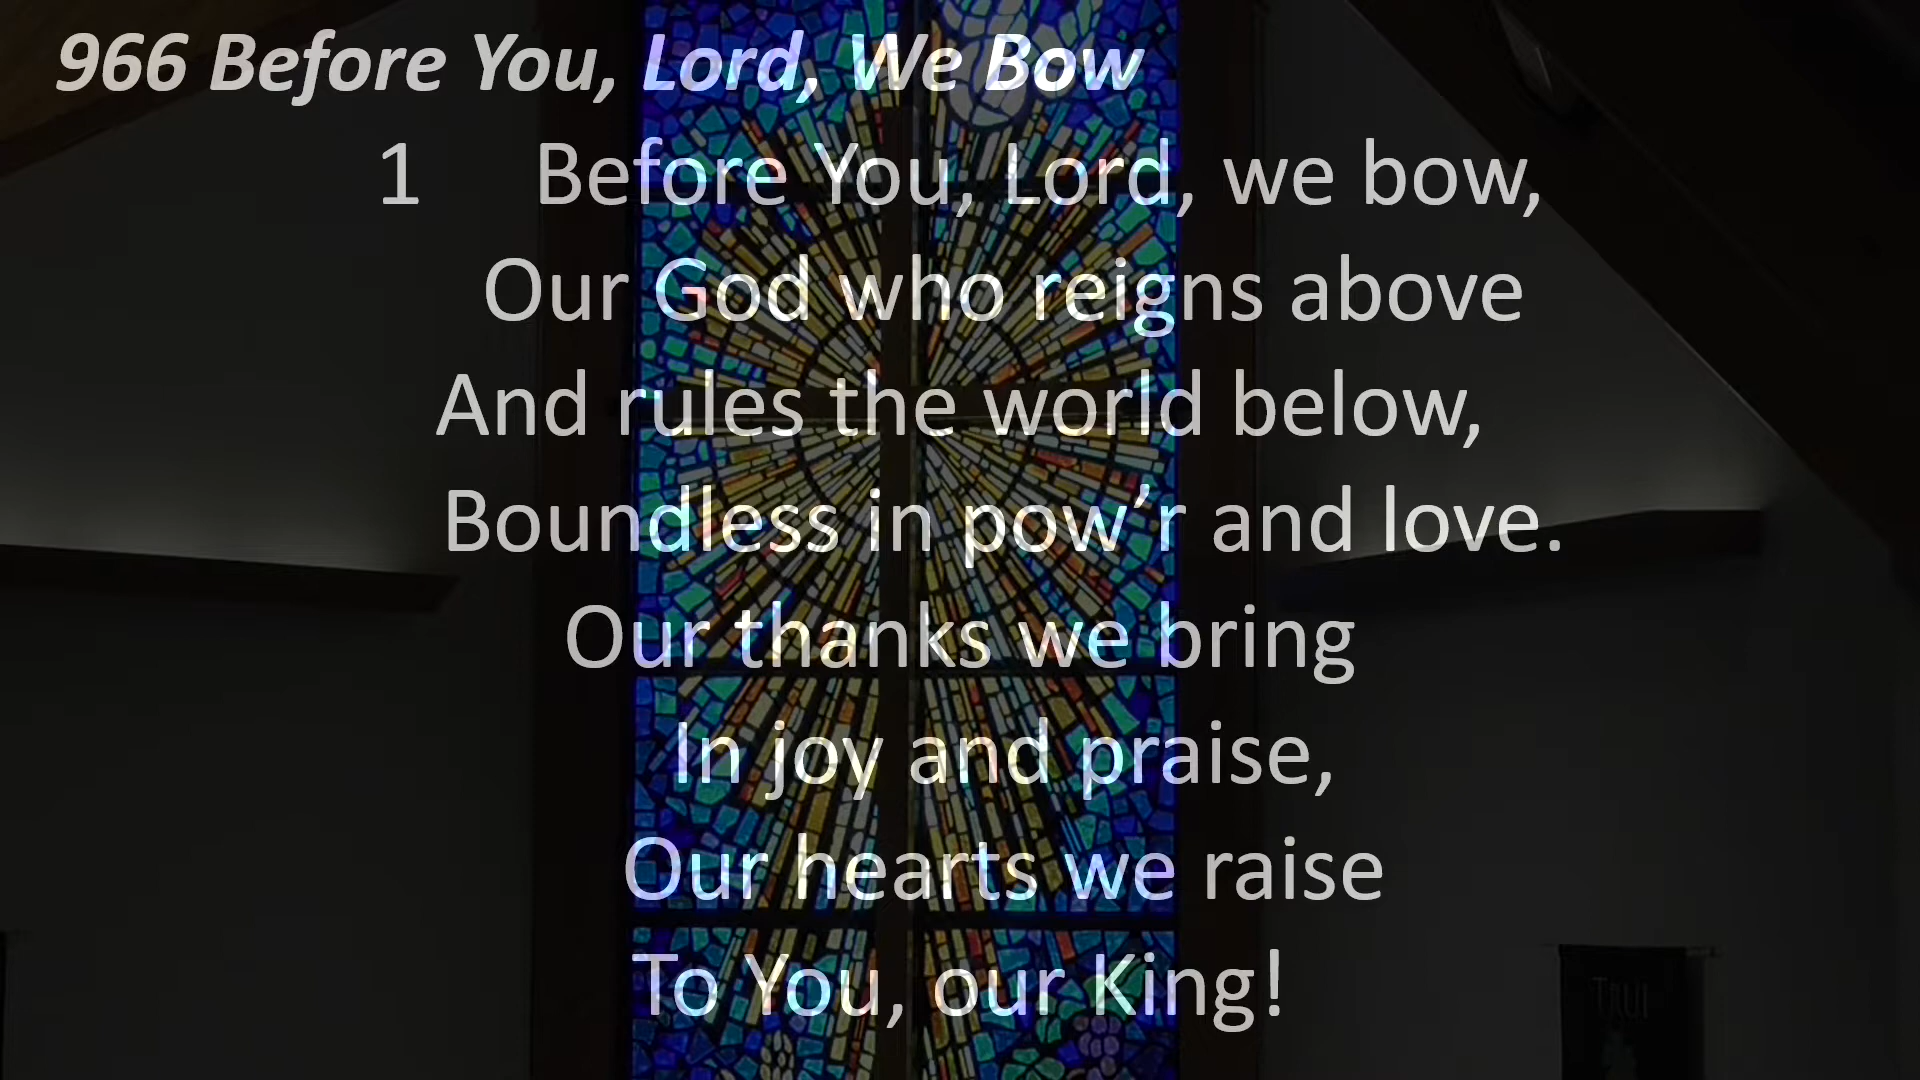 966 Before You, Lord, We Bow
1 Before You, Lord, we bow,
Our God who reigns above
And rules the world below,
Boundless in pow’r and love.
Our thanks we bring
In joy and praise,
Our hearts we raise
To You, our King!